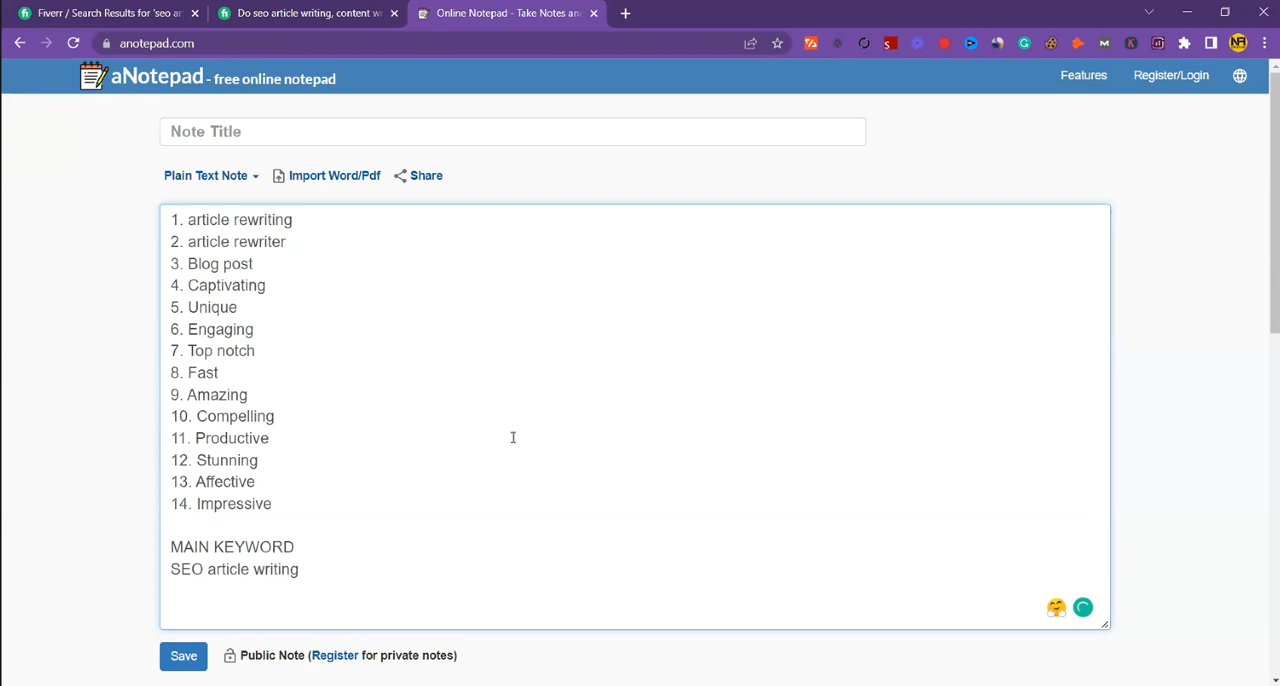 Fiverr / Search Results for 'seo ar
Do seo article writing, content wr
Online Notepad - Take Notes and
anotepad.com
aNotepad - free online notepad
Features
Register/Login
Note Title
Plain Text Note
Import Word/Pdf
Share
1. article rewriting
2. article rewriter
3. Blog post
4. Captivating
5. Unique
6. Engaging
7. Top notch
8. Fast
9. Amazing
10. Compelling
11. Productive
12. Stunning
13. Affective
14. Impressive
MAIN KEYWORD
SEO article writing
Save
Public Note (Register for private notes)